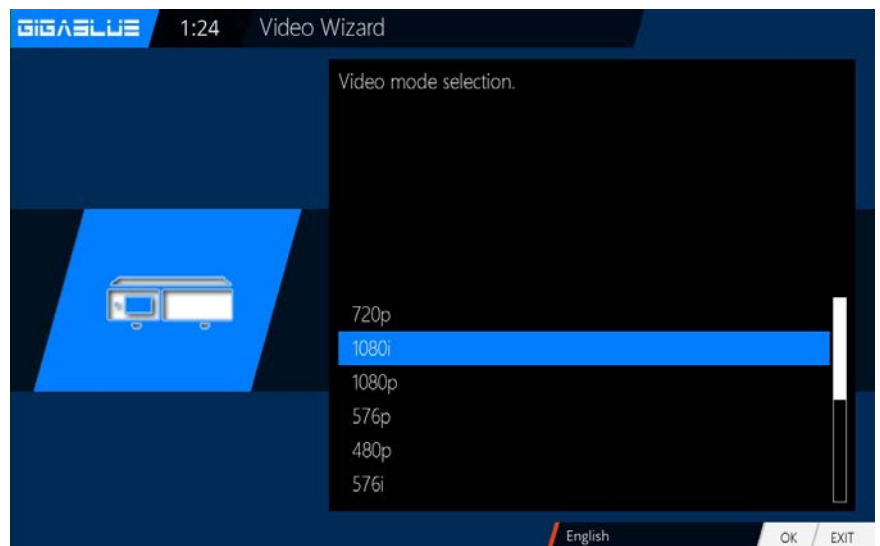 GIGABLUE 1:24 Video Wizard
Video mode selection.
720p
1080i
1080p
576p
480p
576i
English OK EXIT